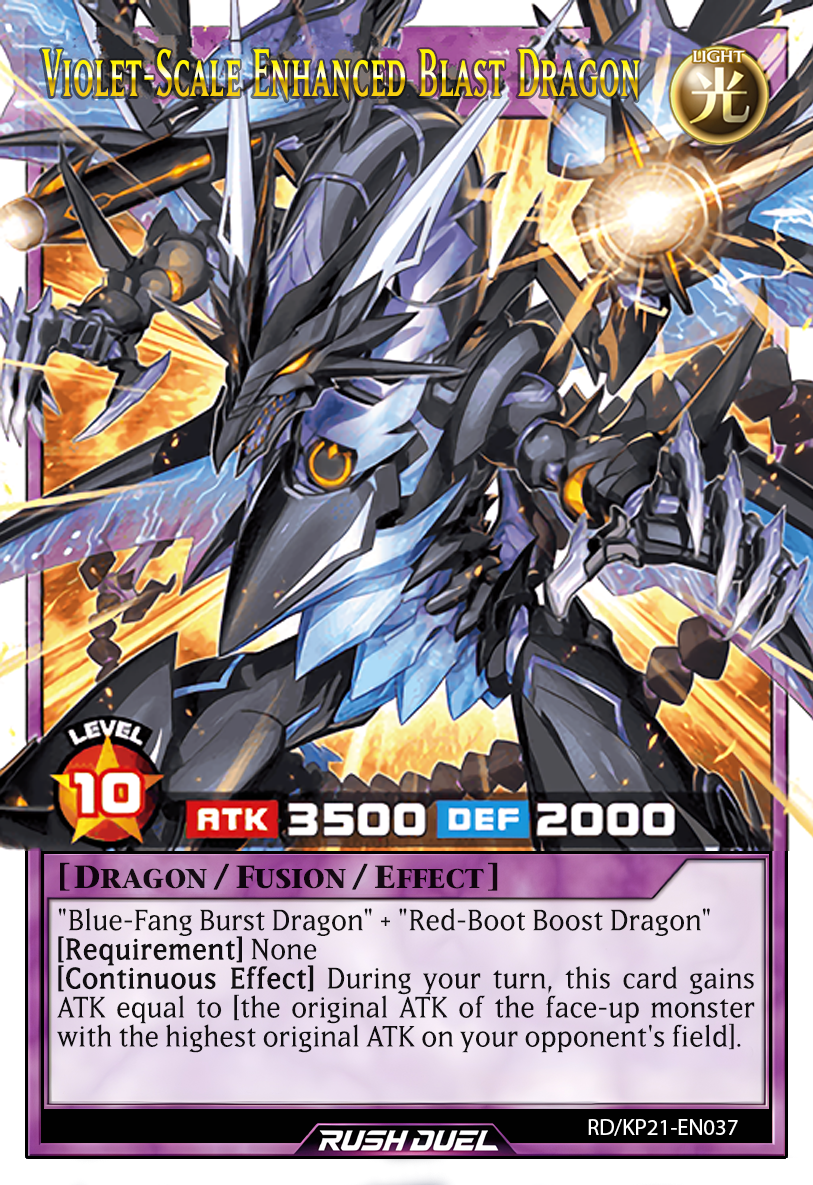 Violet-Scale Enhanced Blast Dragon
LIGHT
光
LEVEL
10
ATK 3500 DEF 2000
[ Dragon / Fusion / Effect ]
"Blue-Fang Burst Dragon" + "Red-Boot Boost Dragon"
[Requirement] None
[Continuous Effect] During your turn, this card gains
ATK equal to [the original ATK of the face-up monster
with the highest original ATK on your opponent's field].
RD/KP21-EN037
RUSH DUEL